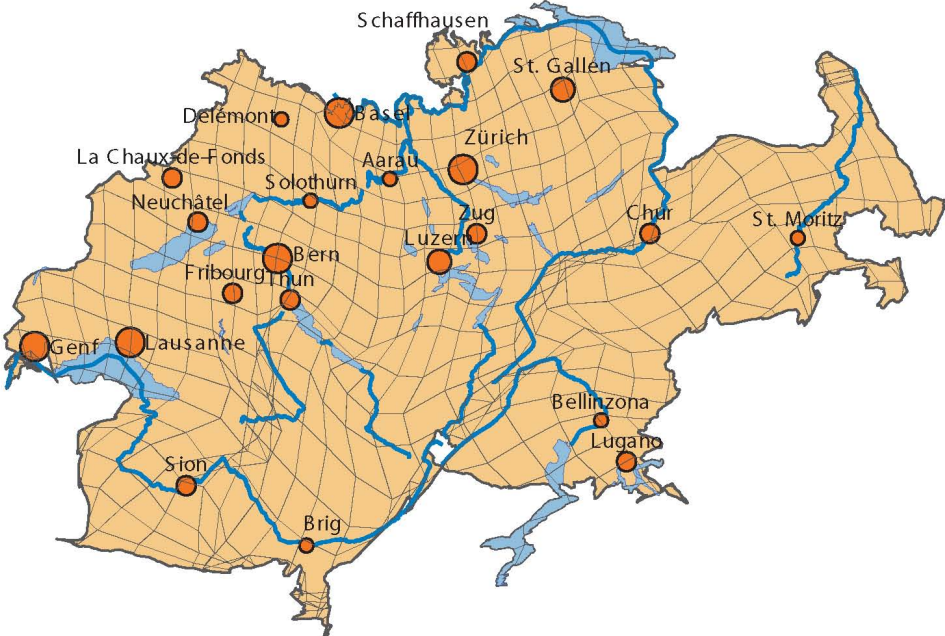 Schaffhausen
St. Gallen
Delémont
Basel
Zürich
La Chaux-de-Fonds
Aarau
Solothurn
Neuchâtel
Zug
Chur
St. Moritz
Luzern
Bern
Fribourg
Thun
Genf
Lausanne
Bellinzona
Lugano
Sion
Brig